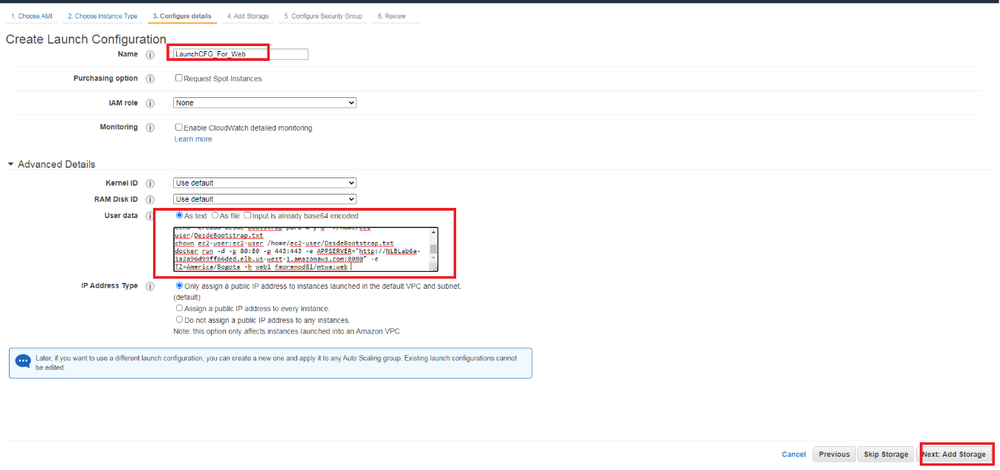 1. Choose AMI 2. Choose Instance Type 3. Configure details 4. Add Storage 5. Configure Security Group 6. Review
Create Launch Configuration
Name i LaunchCFG_For_Web
Purchasing option i Request Spot Instances
IAM role i None
Monitoring i Enable CloudWatch detailed monitoring
Learn more
Advanced Details
Kernel ID i Use default
RAM Disk ID i Use default
User data i As text As file Input is already base64 encoded
user/DesdeBootstrap.txt
chown ec2-user:ec2-user /home/ec2-user/DesdeBootstrap.txt
docker run -d -p 80:80 -p 443:443 -e APPSERVER="http://NLBLab6a-
1a2a96d99ff66ded.elb.us-west-1.amazonaws.com:8080" -e
TZ=America/Bogota -h web1 fmorenod81/mtwa:web
IP Address Type i Only assign a public IP address to instances launched in the default VPC and subnet.
(default)
Assign a public IP address to every instance.
Do not assign a public IP address to any instances.
Note: this option only affects instances launched into an Amazon VPC
Later, if you want to use a different launch configuration, you can create a new one and apply it to any Auto Scaling group. Existing launch configurations cannot
be edited.
Cancel Previous Skip Storage Next: Add Storage